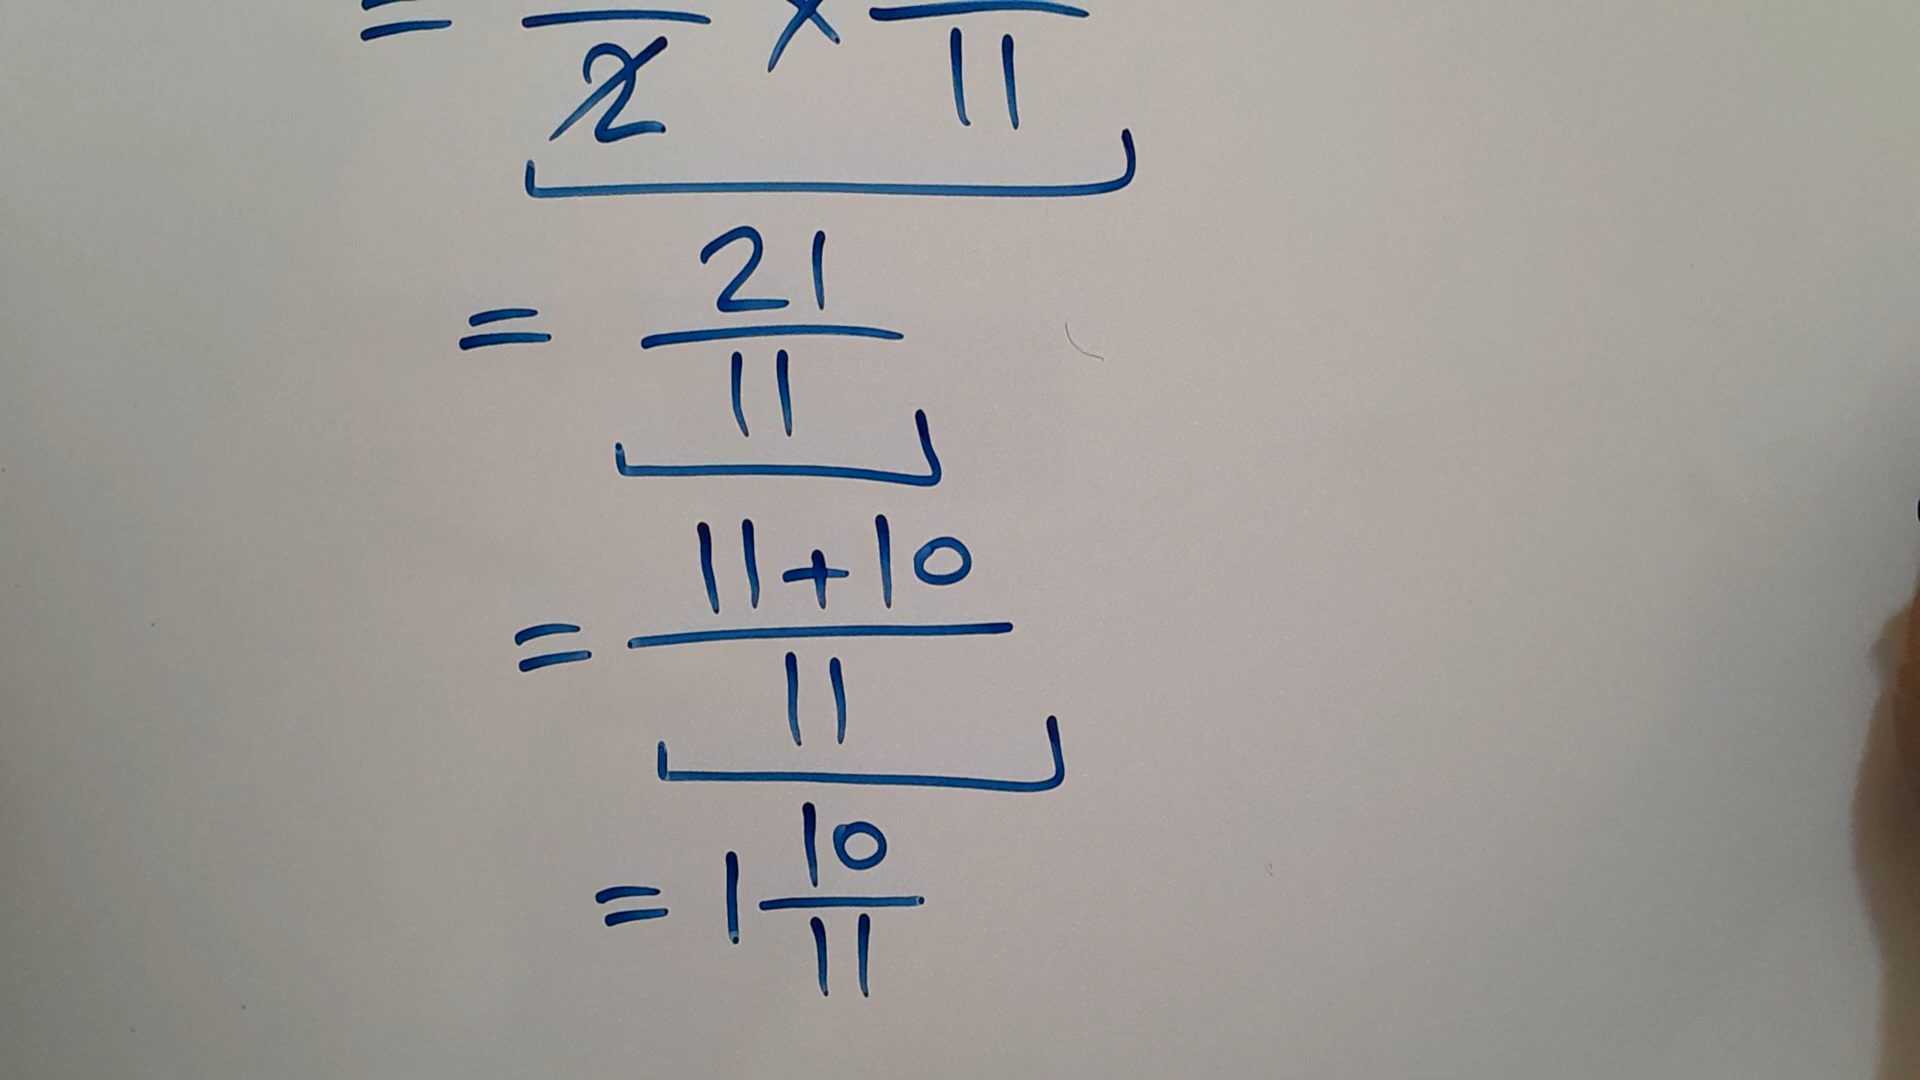 = — × —
2 11
= 21/11
= 11+10/11
= 1 10/11